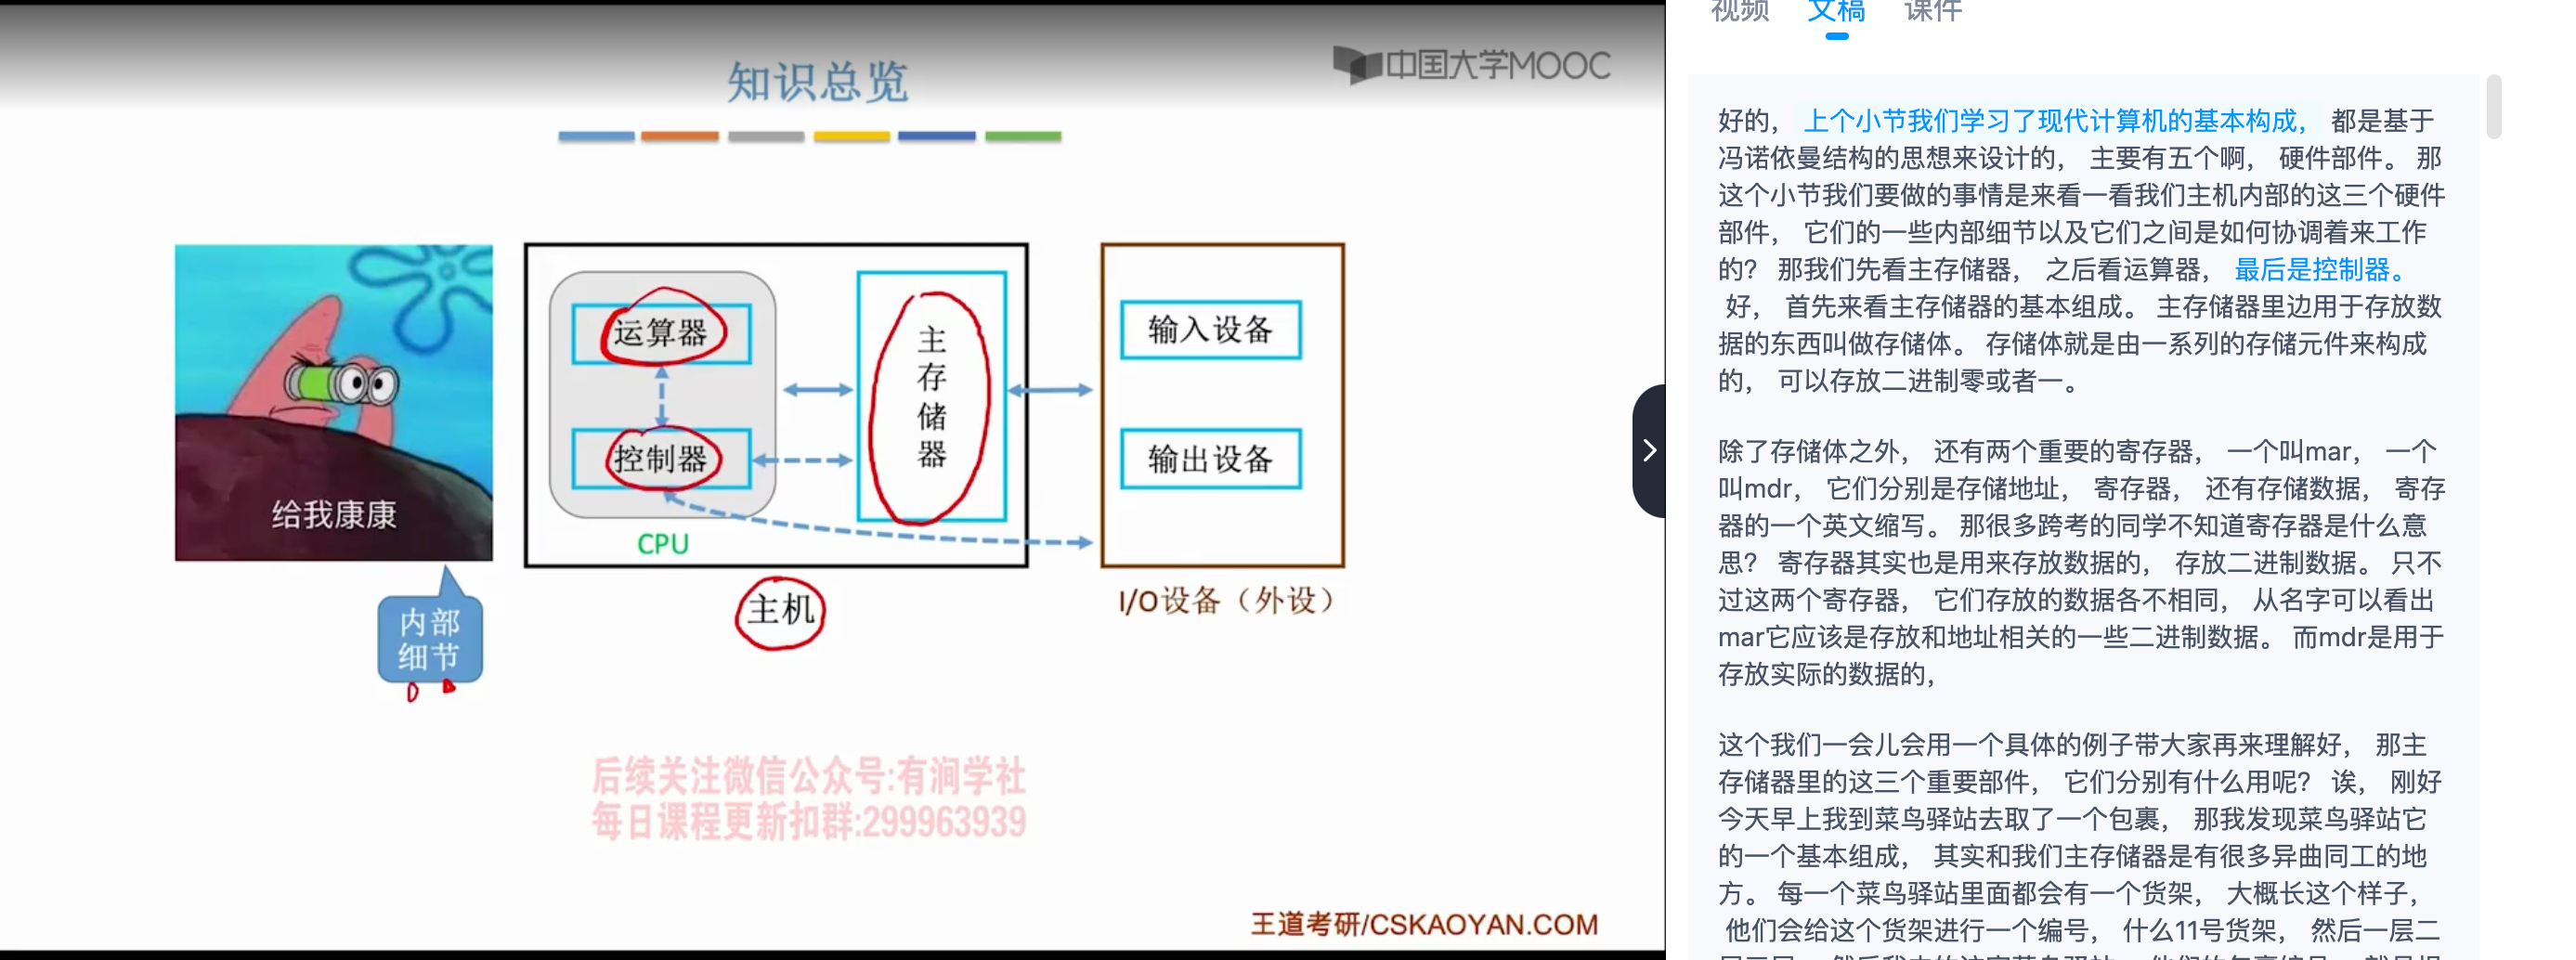 知识总览
中国大学MOOC
给我康康
内部
细节
运算器
控制器
CPU
主
存
储
器
主机
输入设备
输出设备
I/O设备（外设）
后续关注微信公众号:有涧学社
每日课程更新扣群:299963939
王道考研/CSKAOYAN.COM
视频 文稿 课件
好的， 上个小节我们学习了现代计算机的基本构成， 都是基于
冯诺依曼结构的思想来设计的， 主要有五个啊， 硬件部件。 那
这个小节我们要做的事情是来看一看我们主机内部的这三个硬件
部件， 它们的一些内部细节以及它们之间是如何协调着来工作
的？ 那我们先看主存储器， 之后看运算器， 最后是控制器。
好， 首先来看主存储器的基本组成。 主存储器里边用于存放数
据的东西叫做存储体。 存储体就是由一系列的存储元件来构成
的， 可以存放二进制零或者一。
除了存储体之外， 还有两个重要的寄存器， 一个叫mar， 一个
叫mdr， 它们分别是存储地址， 寄存器， 还有存储数据， 寄存
器的一个英文缩写。 那很多跨考的同学不知道寄存器是什么意
思？ 寄存器其实也是用来存放数据的， 存放二进制数据。 只不
过这两个寄存器， 它们存放的数据各不相同， 从名字可以看出
mar它应该是存放和地址相关的一些二进制数据。 而mdr是用于
存放实际的数据的，
这个我们一会儿会用一个具体的例子带大家再来理解好， 那主
存储器里的这三个重要部件， 它们分别有什么用呢？ 诶， 刚好
今天早上我到菜鸟驿站去取了一个包裹， 那我发现菜鸟驿站它
的一个基本组成， 其实和我们主存储器是有很多异曲同工的地
方。 每一个菜鸟驿站里面都会有一个货架， 大概长这个样子，
他们会给这个货架进行一个编号， 什么11号货架， 然后一层二